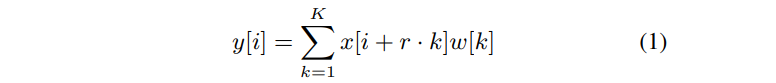 y[i] = \sum_{k=1}^{K} x[i + r \cdot k]w[k] (1)